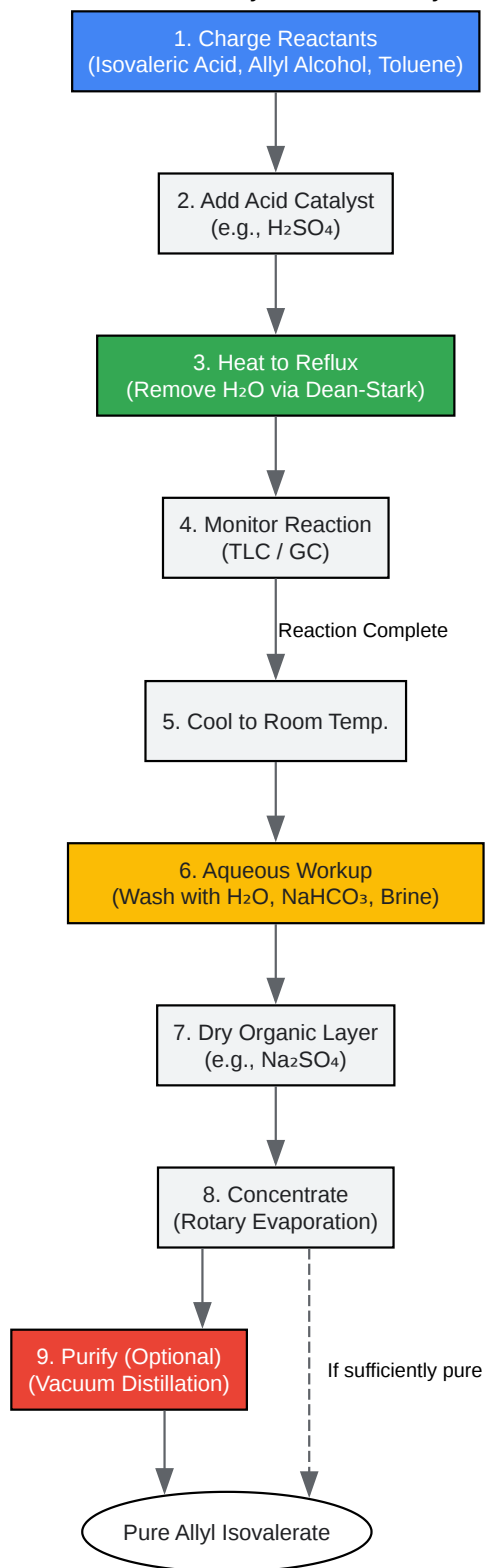 1. Charge Reactants
(Isovaleric Acid, Allyl Alcohol, Toluene)
2. Add Acid Catalyst
(e.g., H₂SO₄)
3. Heat to Reflux
(Remove H₂O via Dean-Stark)
4. Monitor Reaction
(TLC / GC)
Reaction Complete
5. Cool to Room Temp.
6. Aqueous Workup
(Wash with H₂O, NaHCO₃, Brine)
7. Dry Organic Layer
(e.g., Na₂SO₄)
8. Concentrate
(Rotary Evaporation)
9. Purify (Optional)
(Vacuum Distillation)
If sufficiently pure
Pure Allyl Isovalerate